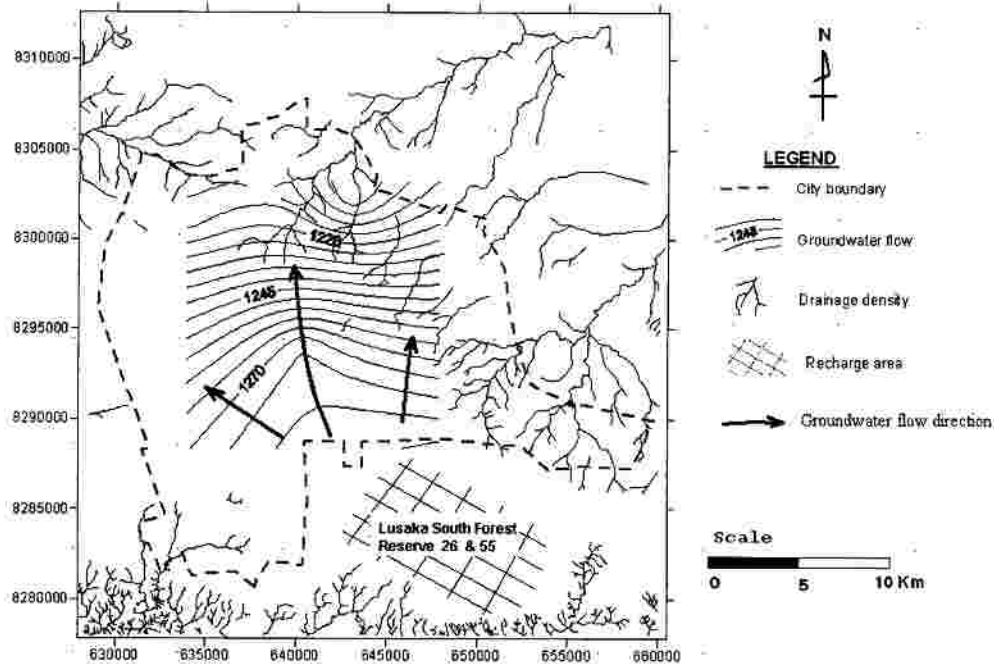 8310000
8305000
8300000
8295000
8290000
8285000
8280000
630000
635000
640000
645000
650000
655000
660000
1220
1245
1270
Lusaka South Forest
Reserve 26 & 55
N
LEGEND
City boundary
1245
Groundwater flow
Drainage density
Recharge area
Groundwater flow direction
Scale
0 5 10 Km